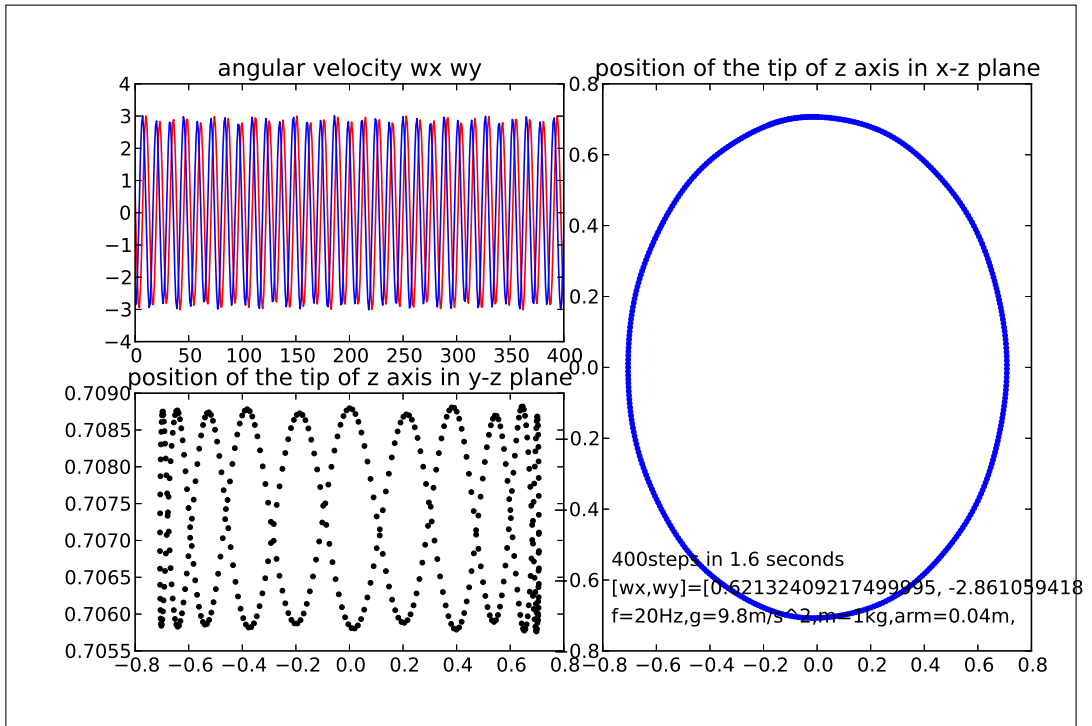 angular velocity wx wy
4
3
2
1
0
−1
−2
−3
−4
0 50 100 150 200 250 300 350 400
position of the tip of z axis in y-z plane
0.7090
0.7085
0.7080
0.7075
0.7070
0.7065
0.7060
0.7055
−0.8 −0.6 −0.4 −0.2 0.0 0.2 0.4 0.6 0.8
position of the tip of z axis in x-z plane
0.8
0.6
0.4
0.2
0.0
−0.2
−0.4
−0.6
−0.8
400steps in 1.6 seconds
[wx,wy]=[0.62132409217499995, -2.861059418
f=20Hz,g=9.8m/s^2,m=1kg,arm=0.04m,
−0.8 −0.6 −0.4 −0.2 0.0 0.2 0.4 0.6 0.8